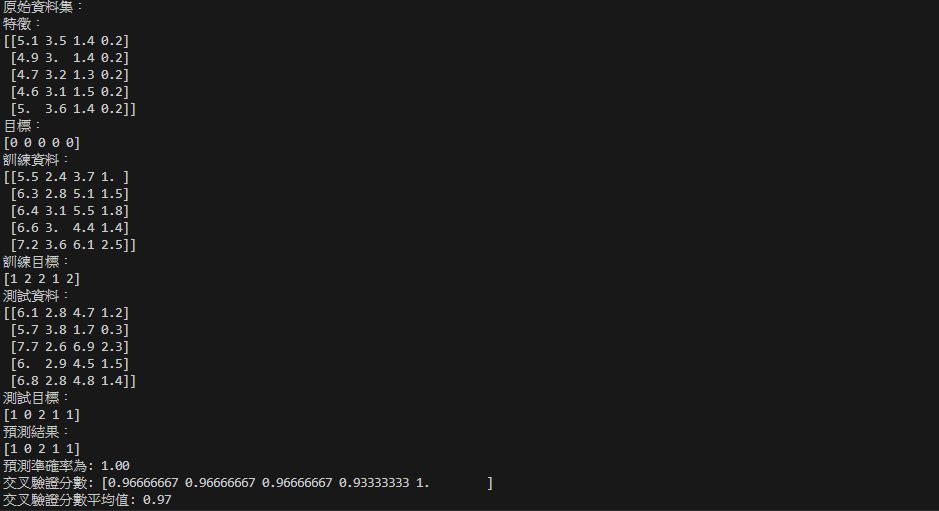 原始資料集：
特徵：
[[5.1 3.5 1.4 0.2]
 [4.9 3.  1.4 0.2]
 [4.7 3.2 1.3 0.2]
 [4.6 3.1 1.5 0.2]
 [5.  3.6 1.4 0.2]]
目標：
[0 0 0 0 0]
訓練資料：
[[5.5 2.4 3.7 1. ]
 [6.3 2.8 5.1 1.5]
 [6.4 3.1 5.5 1.8]
 [6.6 3.  4.4 1.4]
 [7.2 3.6 6.1 2.5]]
訓練目標：
[1 2 2 1 2]
測試資料：
[[6.1 2.8 4.7 1.2]
 [5.7 3.8 1.7 0.3]
 [7.7 2.6 6.9 2.3]
 [6.  2.9 4.5 1.5]
 [6.8 2.8 4.8 1.4]]
測試目標：
[1 0 2 1 1]
預測結果：
[1 0 2 1 1]
預測準確率為: 1.00
交叉驗證分數: [0.96666667 0.96666667 0.96666667 0.93333333 1.        ]
交叉驗證分數平均值: 0.97